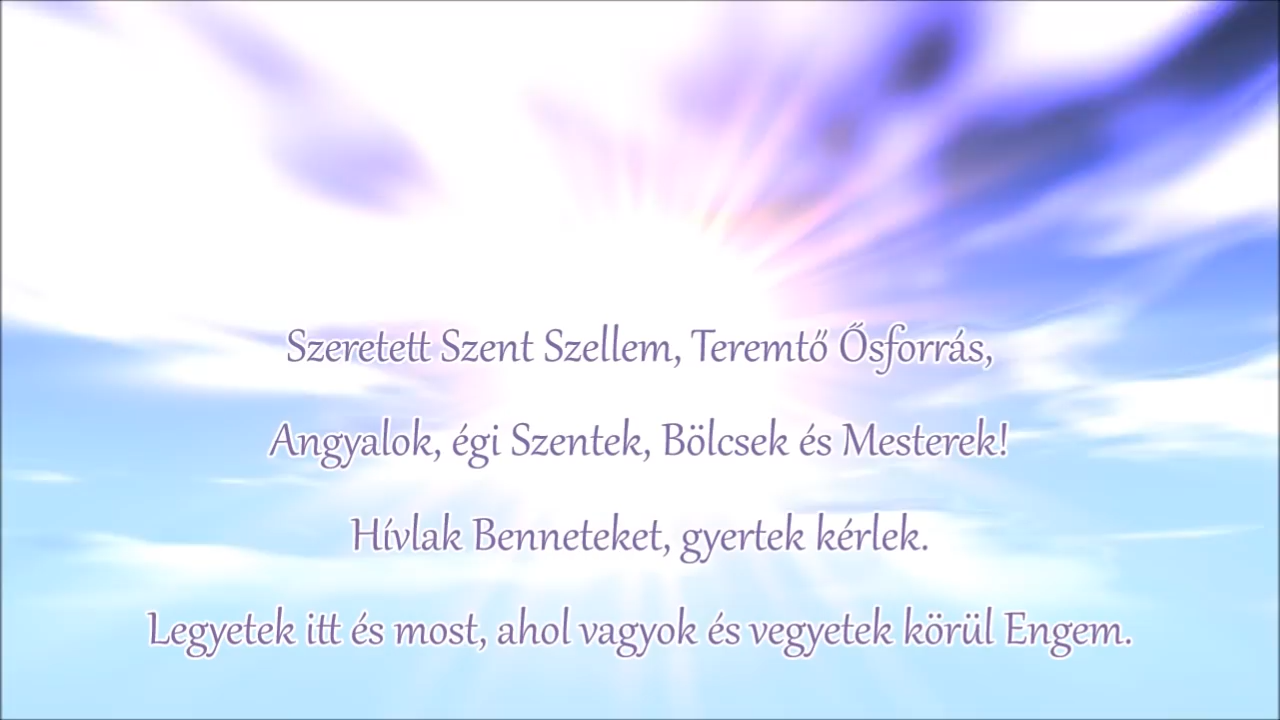 Szeretett Szent Szellem, Teremtő Ősforrás,
Angyalok, égi Szentek, Bölcsek és Mesterek!
Hívlak Benneteket, gyertek kérlek.
Legyetek itt és most, ahol vagyok és vegyetek körül Engem.